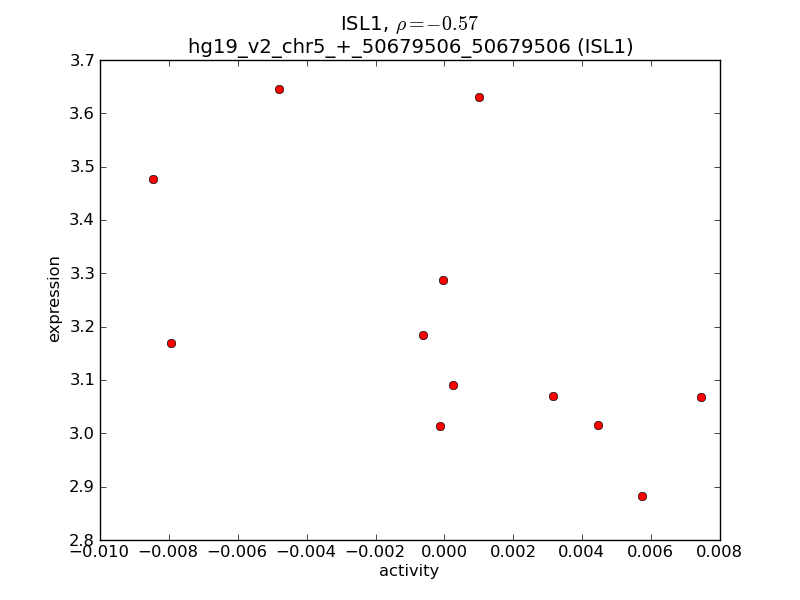 ISL1, ρ=−0.57
hg19_v2_chr5_+_50679506_50679506 (ISL1)
3.7
3.6
3.5
3.4
3.3
expression
3.2
3.1
3.0
2.9
2.8
−0.010 −0.008 −0.006 −0.004 −0.002 0.000 0.002 0.004 0.006 0.008
activity